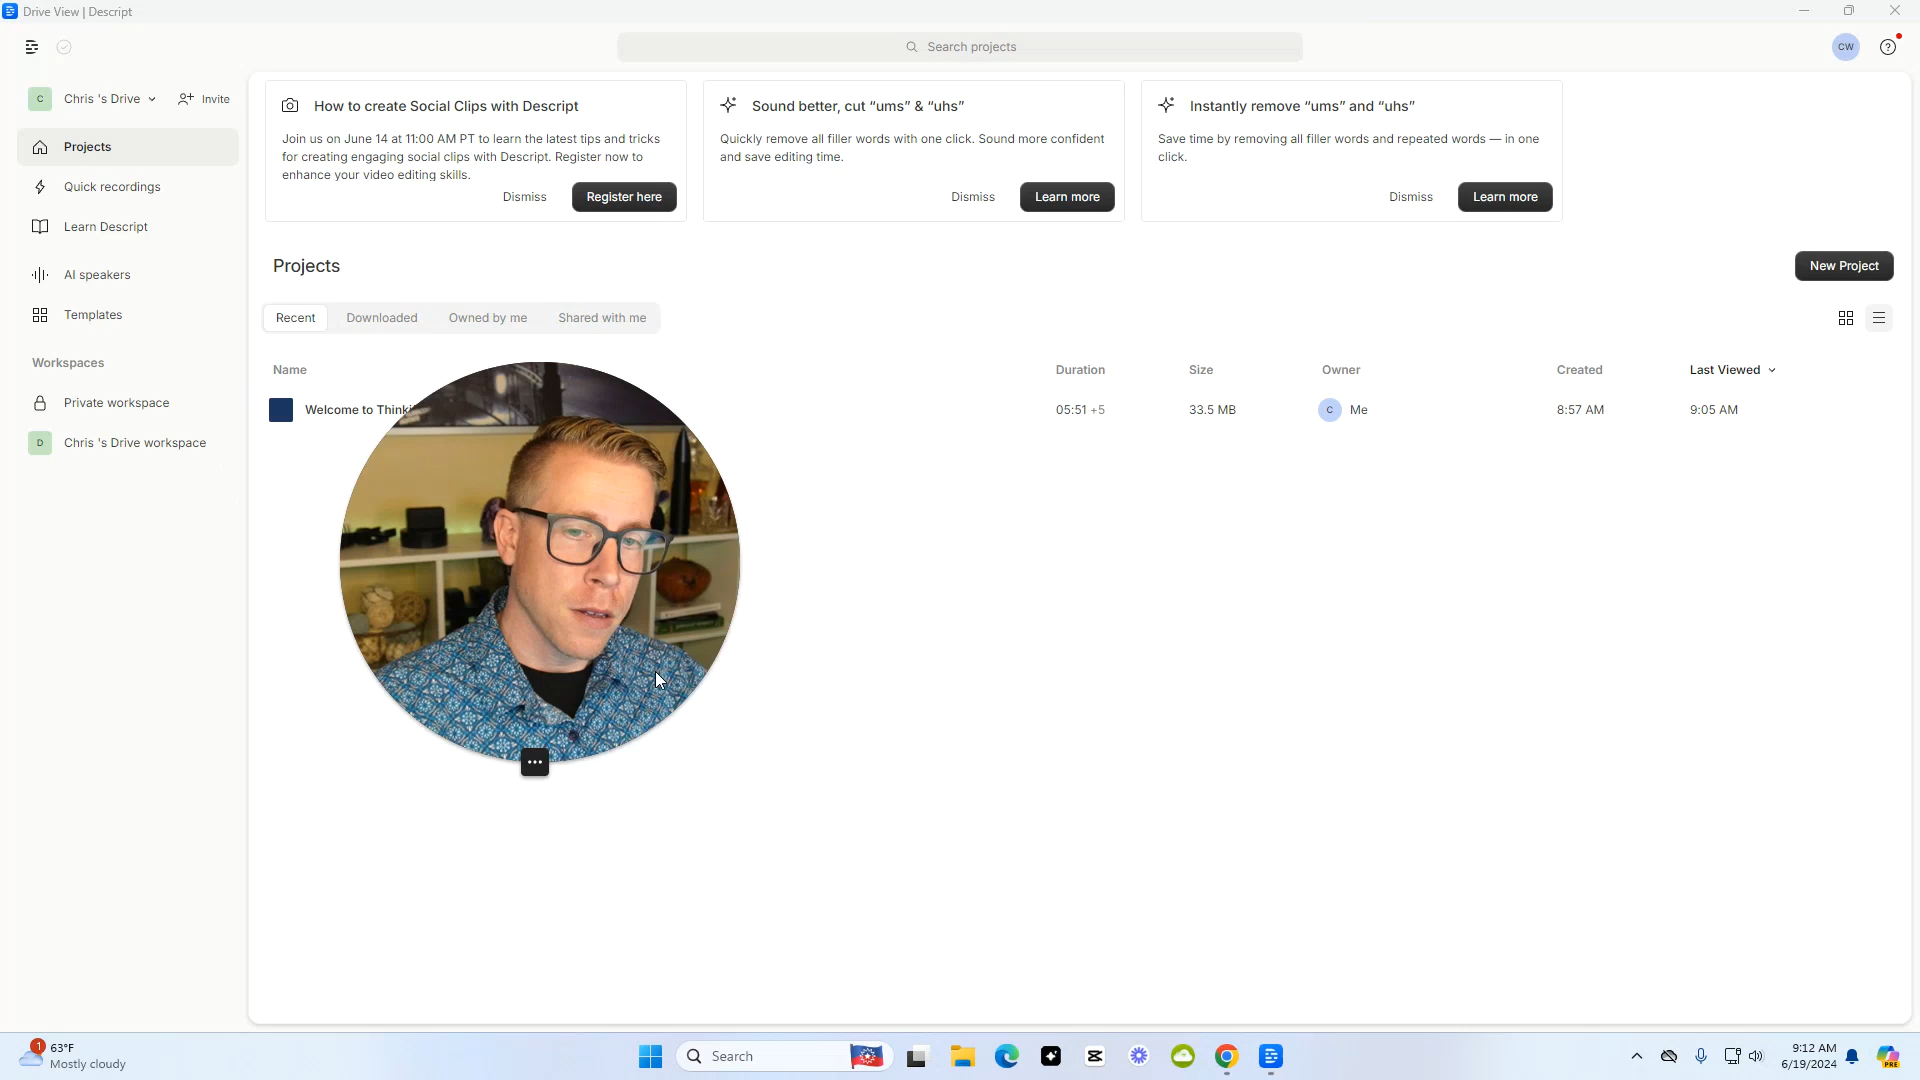 Drive View | Descript
Search projects
CW
C Chris 's Drive
Invite
Projects
Quick recordings
Learn Descript
AI speakers
Templates
Workspaces
Private workspace
D Chris 's Drive workspace
How to create Social Clips with Descript
Join us on June 14 at 11:00 AM PT to learn the latest tips and tricks
for creating engaging social clips with Descript. Register now to
enhance your video editing skills.
Dismiss Register here
Sound better, cut “ums” & “uhs”
Quickly remove all filler words with one click. Sound more confident
and save editing time.
Dismiss Learn more
Instantly remove “ums” and “uhs”
Save time by removing all filler words and repeated words — in one
click.
Dismiss Learn more
Projects
New Project
Recent Downloaded Owned by me Shared with me
Name Duration Size Owner Created Last Viewed
Welcome to 05:51 +5 33.5 MB C Me 8:57 AM 9:05 AM
1
63°F
Mostly cloudy
Search
9:12 AM
6/19/2024
PRE